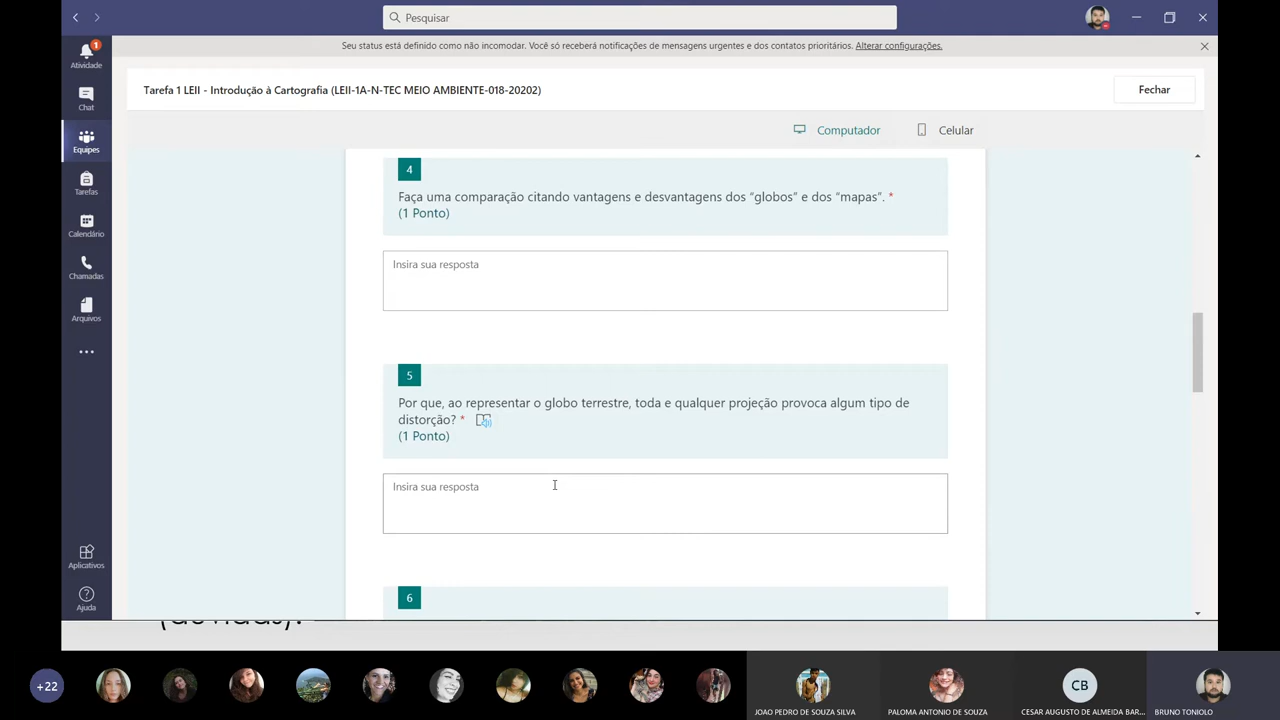 Pesquisar
Seu status está definido como não incomodar. Você só receberá notificações de mensagens urgentes e dos contatos prioritários. Alterar configurações.
1
Atividade
Chat
Equipes
Tarefas
Calendário
Chamadas
Arquivos
Aplicativos
Ajuda
Tarefa 1 LEII - Introdução à Cartografia (LEII-1A-N-TEC MEIO AMBIENTE-018-20202)
Fechar
Computador
Celular
4
Faça uma comparação citando vantagens e desvantagens dos “globos” e dos “mapas”. *
(1 Ponto)
Insira sua resposta
5
Por que, ao representar o globo terrestre, toda e qualquer projeção provoca algum tipo de
distorção? *
(1 Ponto)
Insira sua resposta
6
+22
CB
JOAO PEDRO DE SOUZA SILVA
PALOMA ANTONIO DE SOUZA
CESAR AUGUSTO DE ALMEIDA BAR...
BRUNO TONIOLO